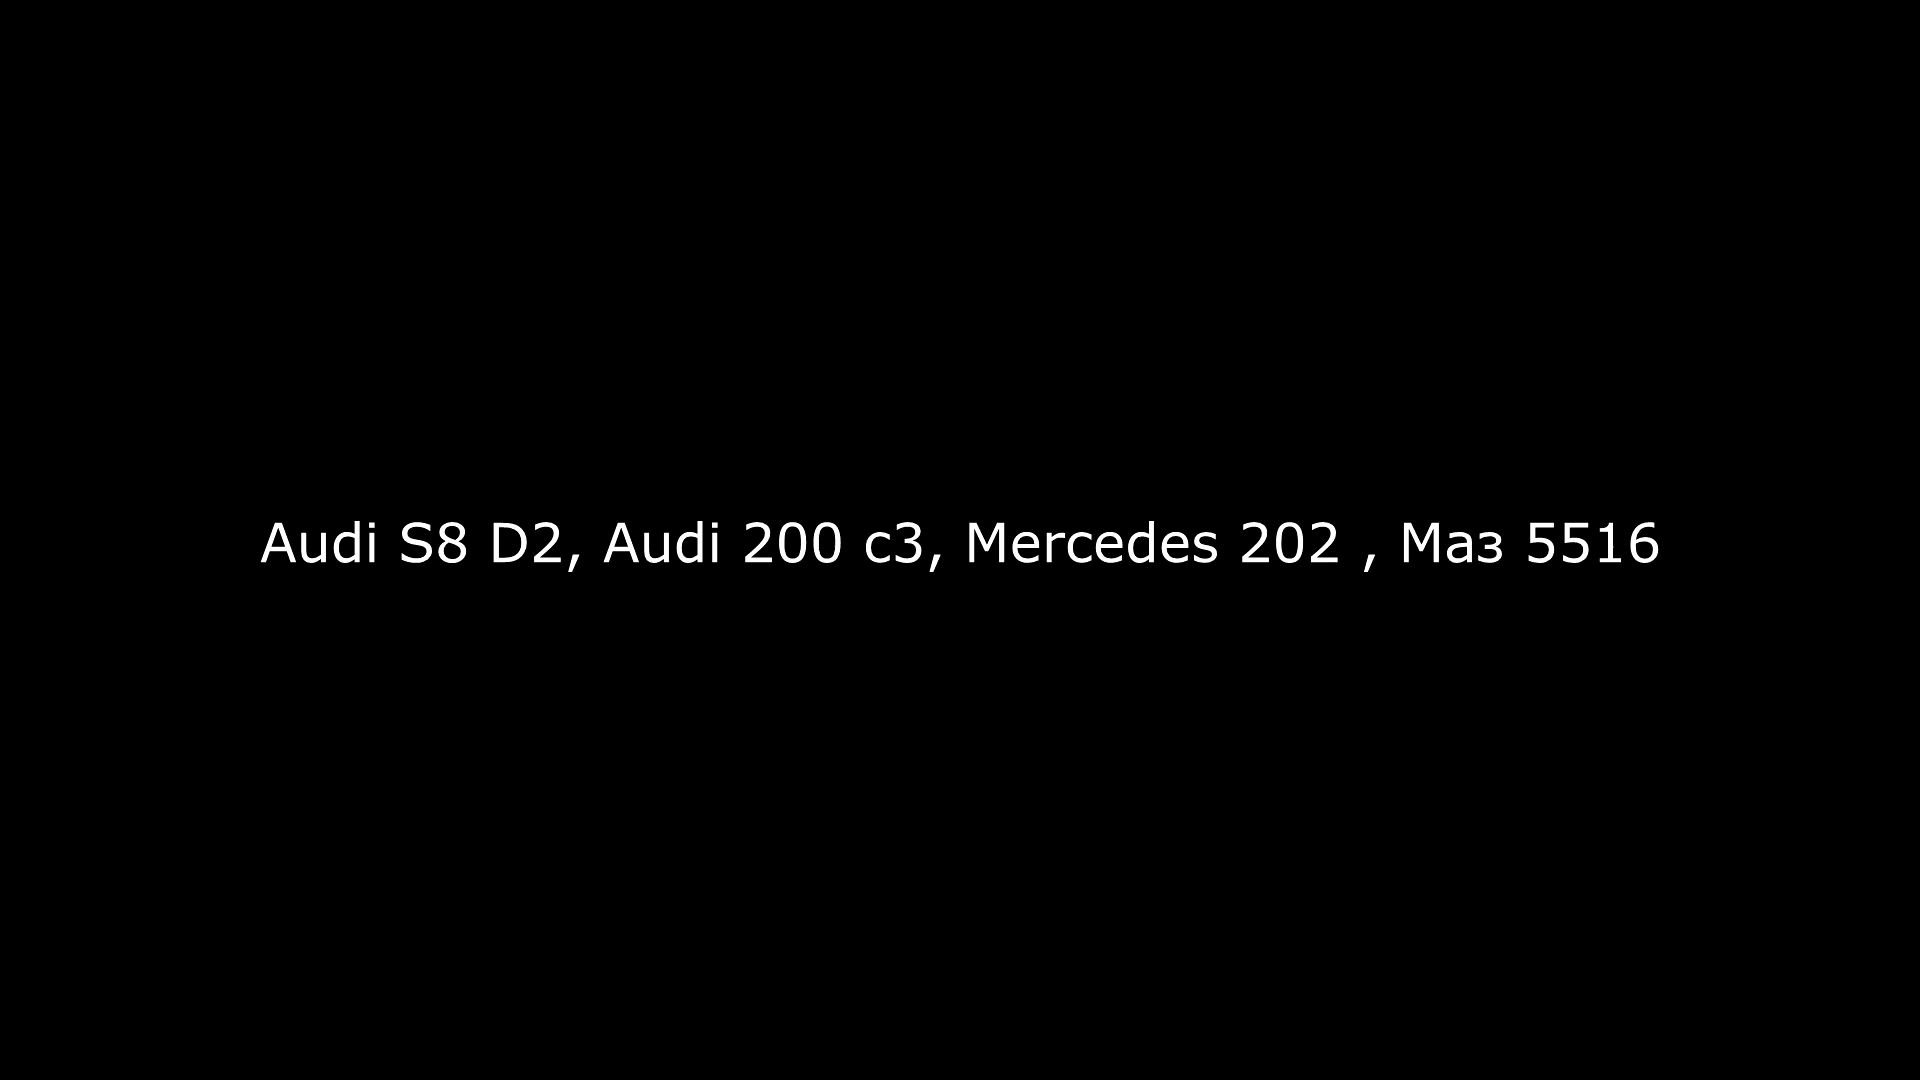 Audi S8 D2, Audi 200 c3, Mercedes 202 , Маз 5516